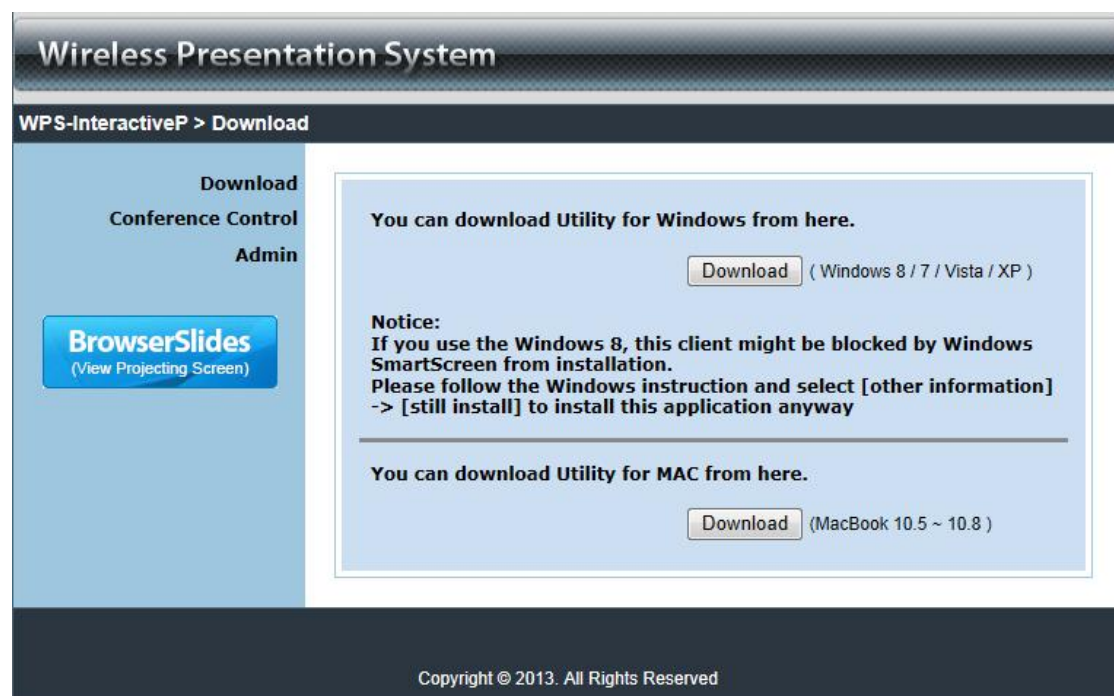 Wireless Presentation System
WPS-InteractiveP > Download
Download
Conference Control
Admin
BrowserSlides
(View Projecting Screen)
You can download Utility for Windows from here.
Download ( Windows 8 / 7 / Vista / XP )
Notice:
If you use the Windows 8, this client might be blocked by Windows
SmartScreen from installation.
Please follow the Windows instruction and select [other information]
-> [still install] to install this application anyway
You can download Utility for MAC from here.
Download (MacBook 10.5 ~ 10.8 )
Copyright © 2013. All Rights Reserved